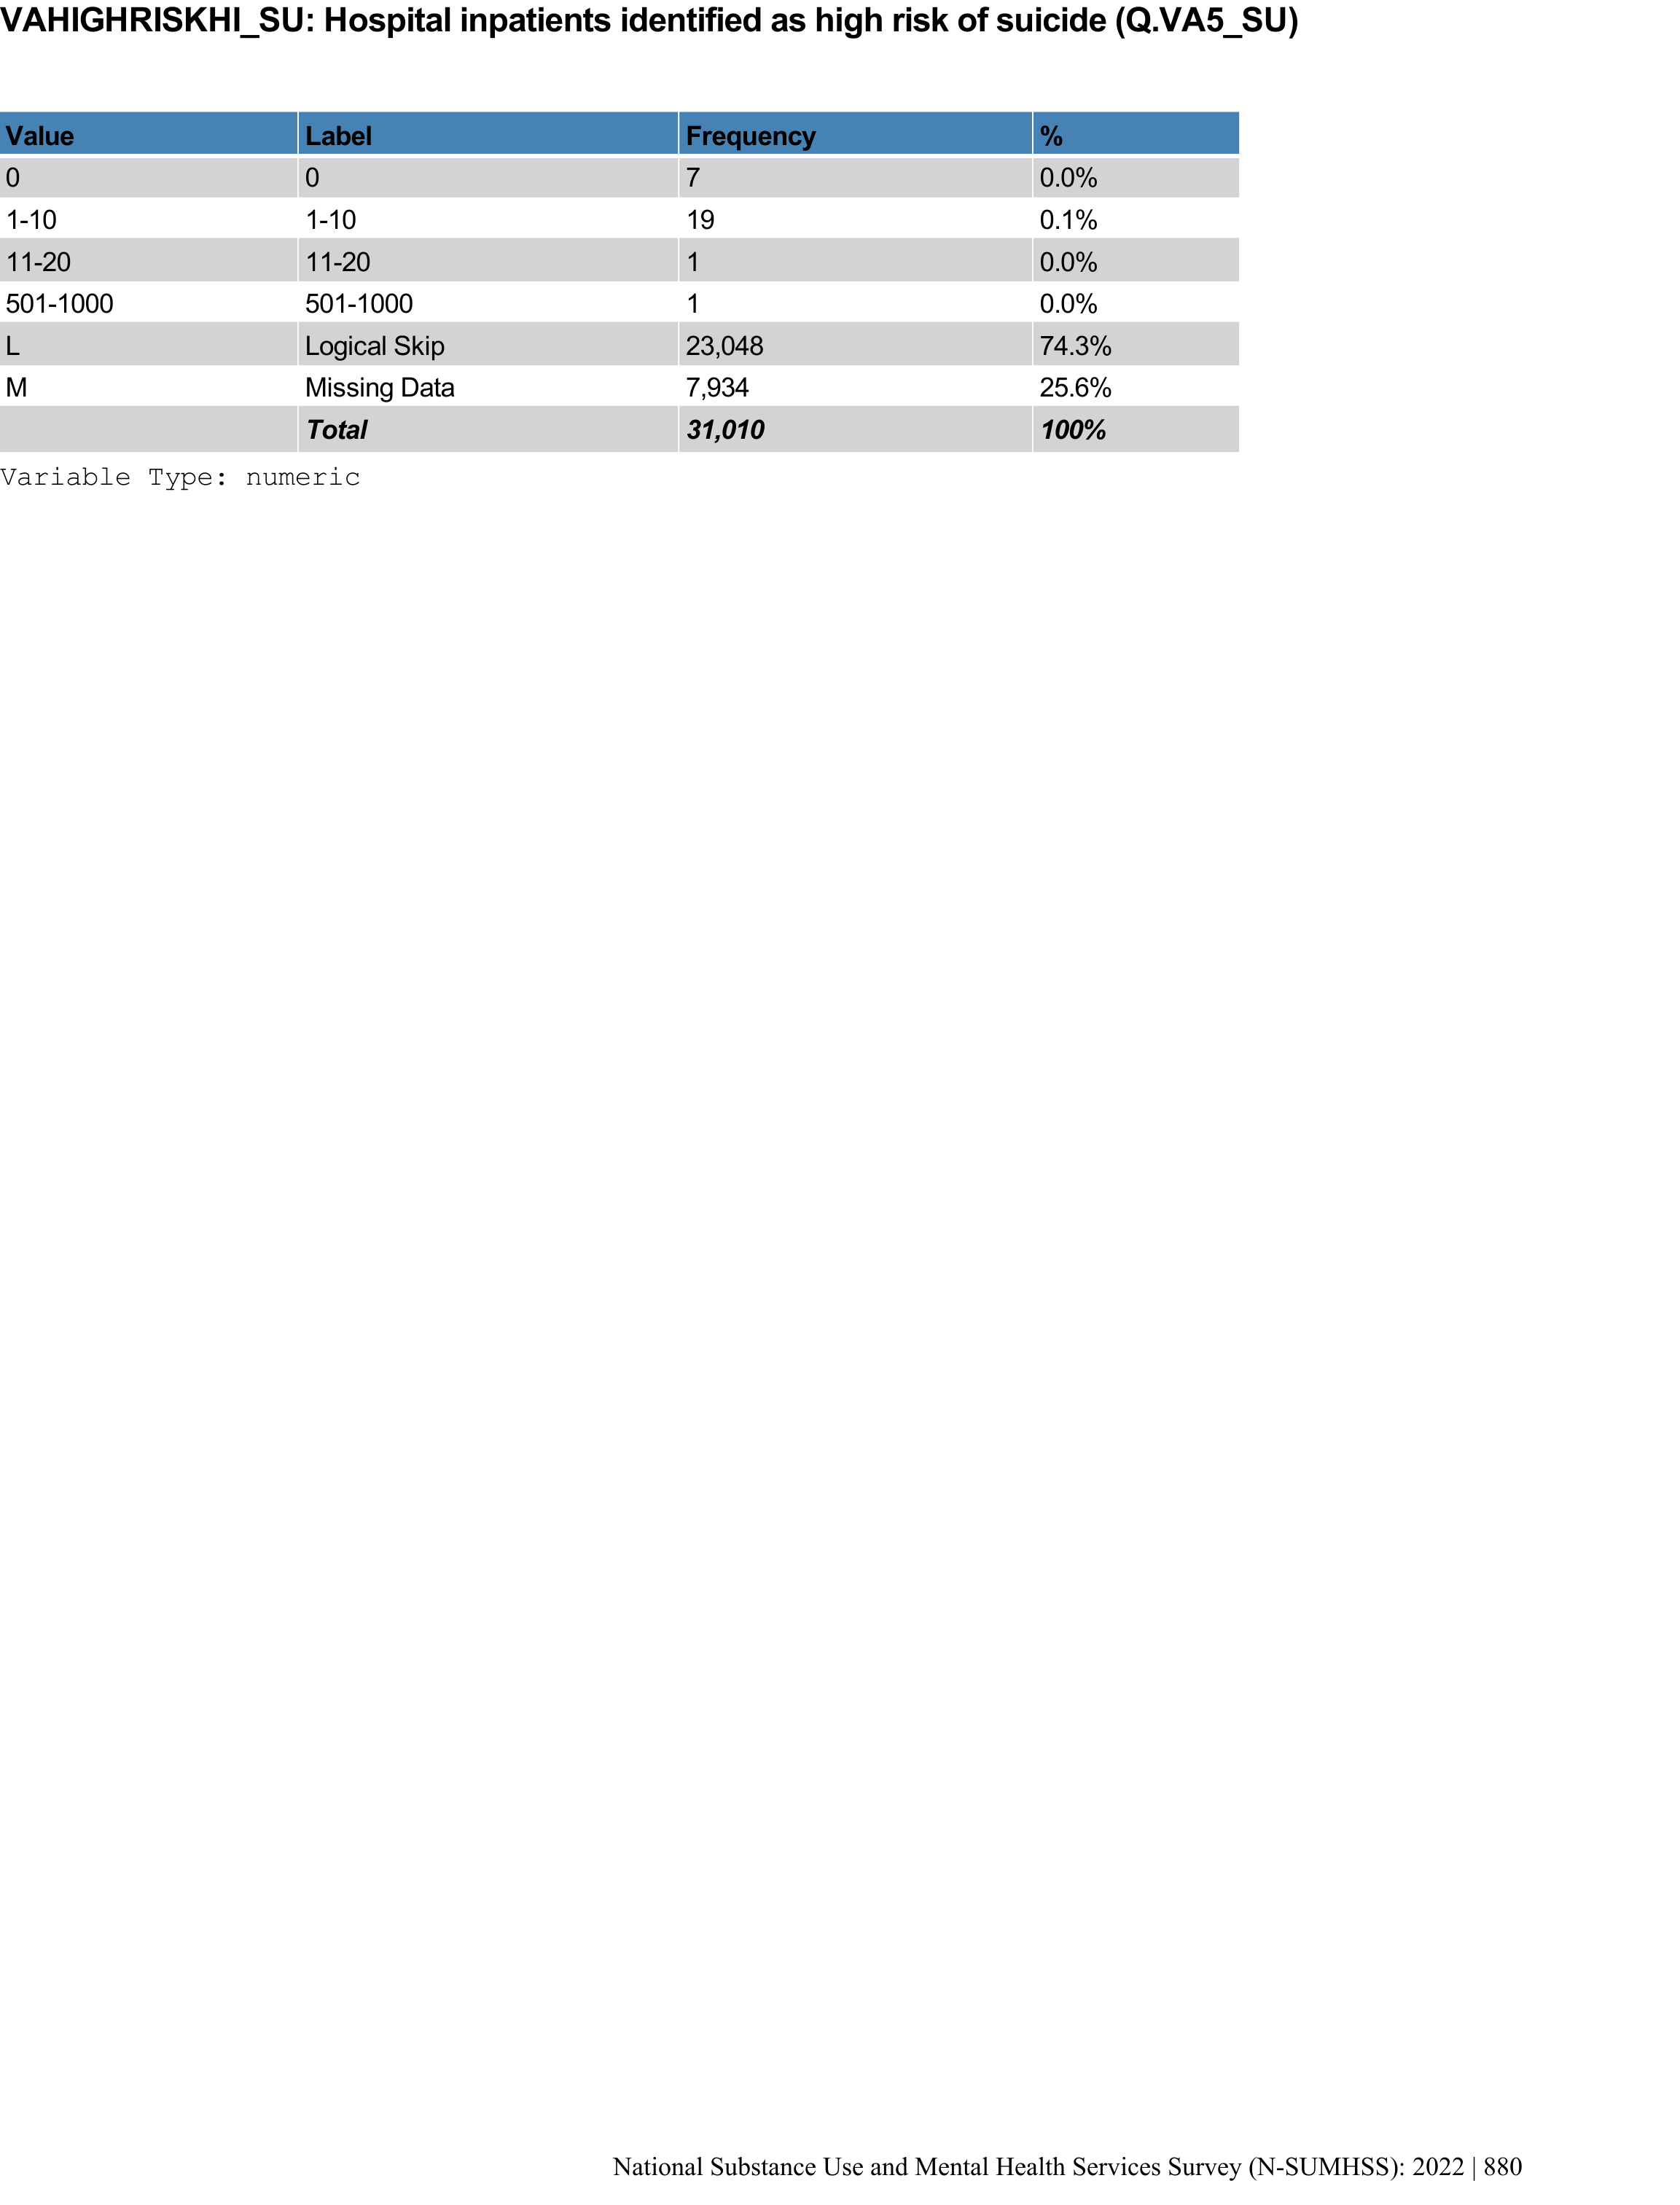 VAHIGHRISKHI_SU: Hospital inpatients identified as high risk of suicide (Q.VA5_SU)
Value Label Frequency %
0 0 7 0.0%
1-10 1-10 19 0.1%
11-20 11-20 1 0.0%
501-1000 501-1000 1 0.0%
L Logical Skip 23,048 74.3%
M Missing Data 7,934 25.6%
Total 31,010 100%
Variable Type: numeric
National Substance Use and Mental Health Services Survey (N-SUMHSS): 2022 | 880